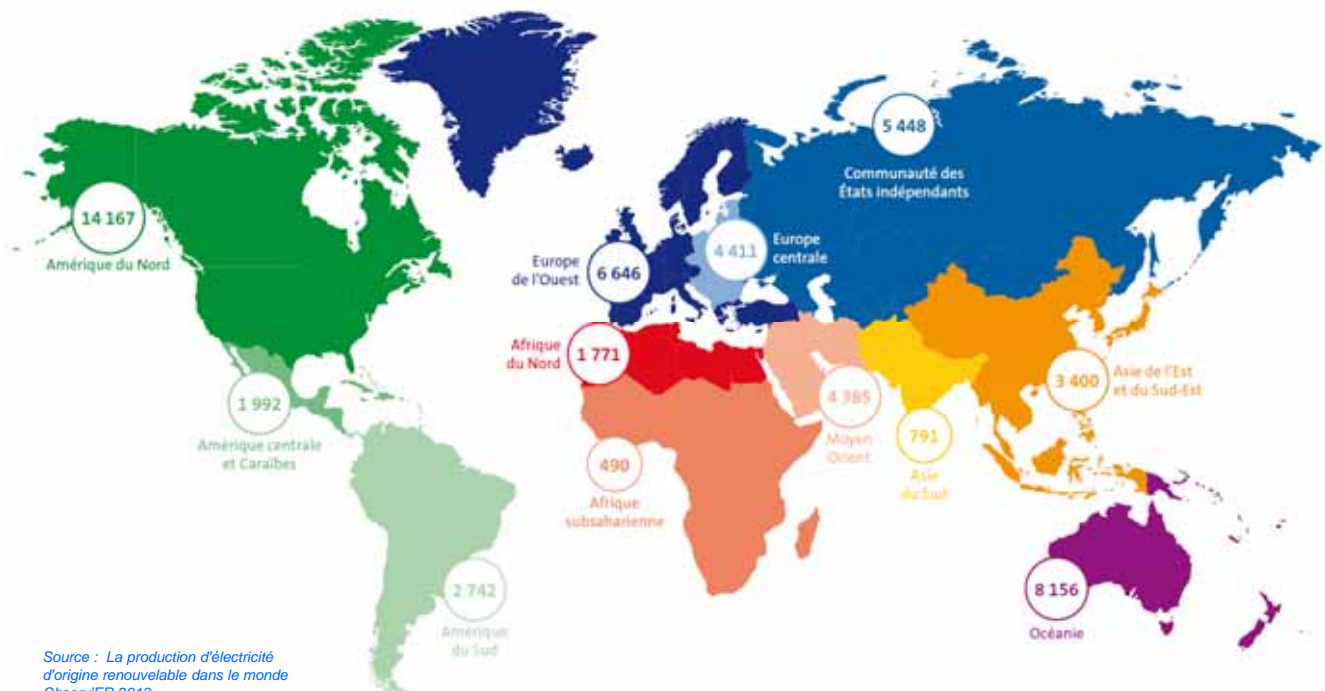 5 448
Communauté des
États indépendants
14 167
Amérique du Nord
Europe
de l'Ouest
6 646
4 411
Europe
centrale
Afrique
du Nord
1 771
1 992
Amérique centrale
et Caraïbes
490
Afrique
subsaharienne
4 385
Moyen
Orient
791
Asie
du Sud
3 400
Asie de l'Est
et du Sud-Est
2 742
Amérique
du Sud
8 156
Océanie
Source : La production d'électricité
d'origine renouvelable dans le monde